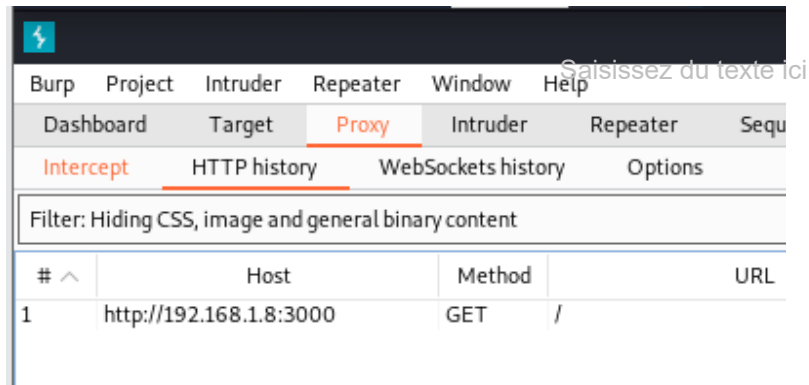 Saisissez du texte ici
Burp Project Intruder Repeater Window Help
Dashboard Target Proxy Intruder Repeater Sequ
Intercept HTTP history WebSockets history Options
Filter: Hiding CSS, image and general binary content
# Host Method URL
1 http://192.168.1.8:3000 GET /